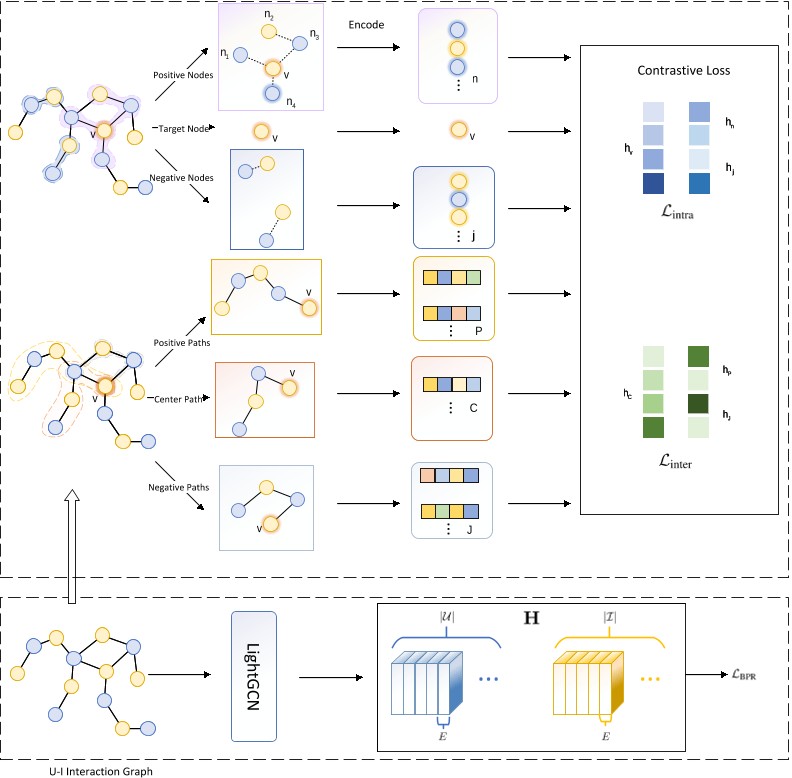 n2
n3
n1
v
n4
Positive Nodes
Encode
n
v
Target Node
v
v
Negative Nodes
j
Contrastive Loss
hv
hn
hj
ℒintra
v
Positive Paths
P
v
Center Path
v
C
Negative Paths
v
J
hc
hp
hJ
ℒinter
LightGCN
|𝒰|
H
|ℐ|
E
E
ℒBPR
U-I Interaction Graph